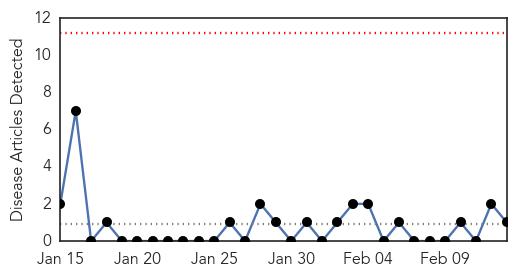 12
10
8
6
4
2
0
Disease Articles Detected
Jan 15
Jan 20
Jan 25
Jan 30
Feb 04
Feb 09